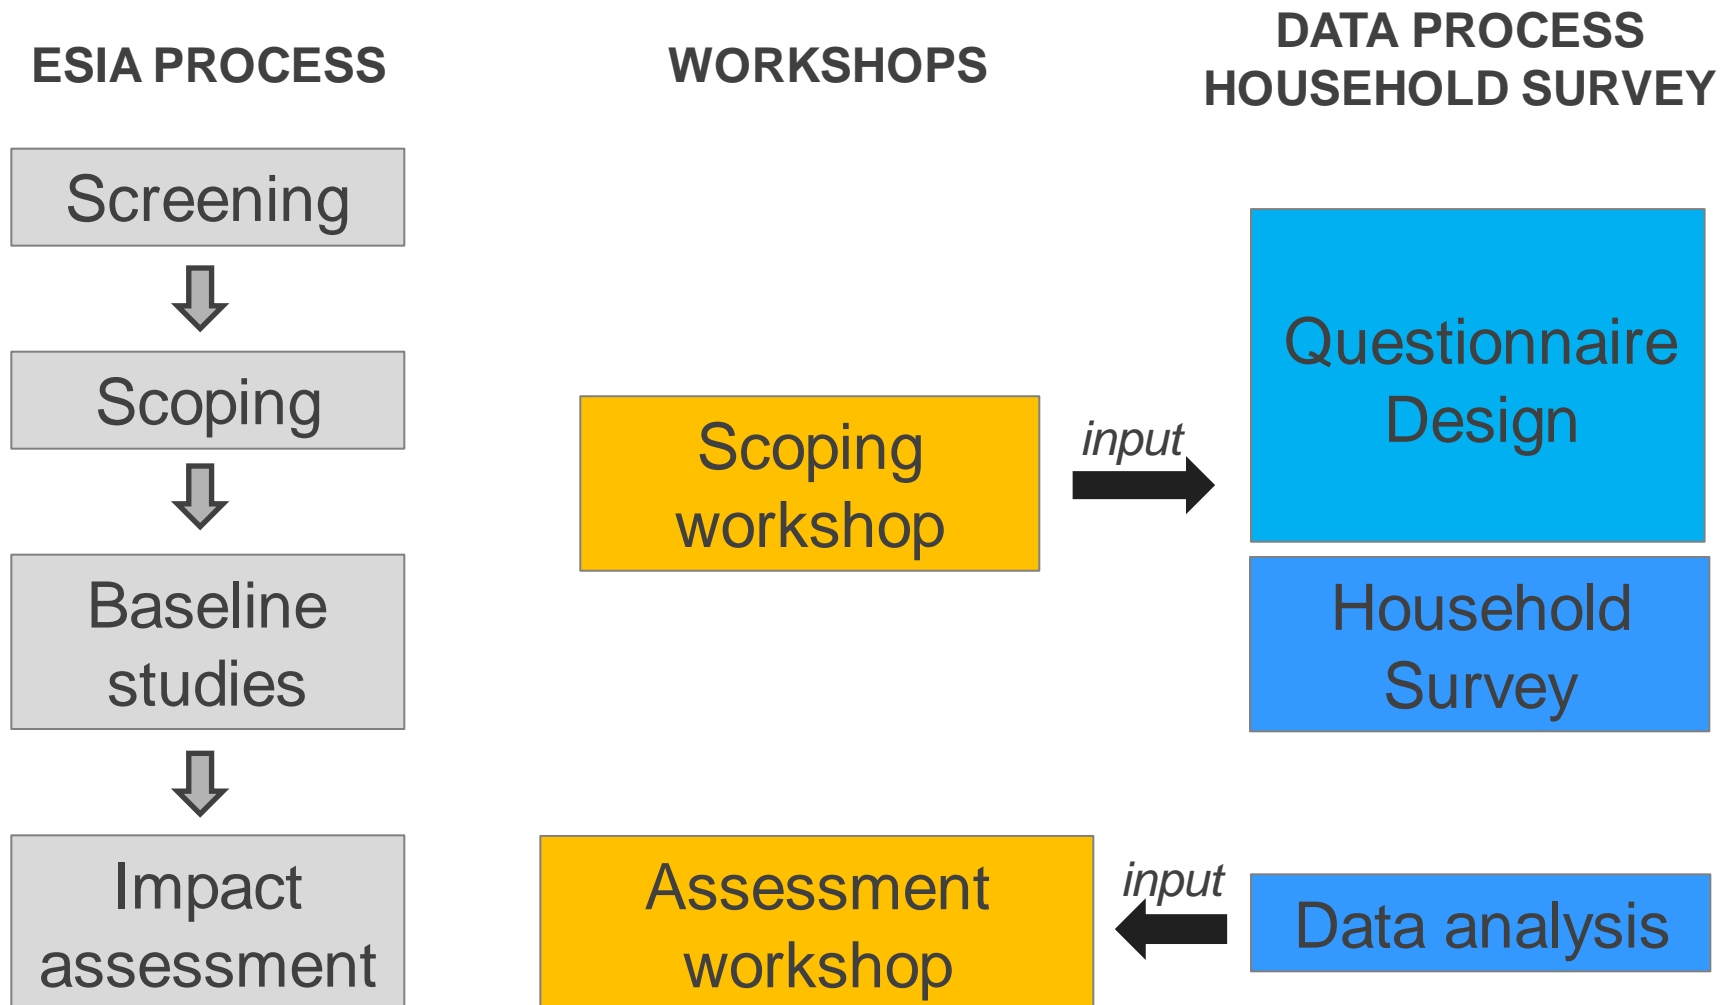 ESIA PROCESS
WORKSHOPS
DATA PROCESS
HOUSEHOLD SURVEY
Screening
Scoping
Baseline
studies
Impact
assessment
Scoping
workshop
input
Questionnaire
Design
Household
Survey
Assessment
workshop
input
Data analysis